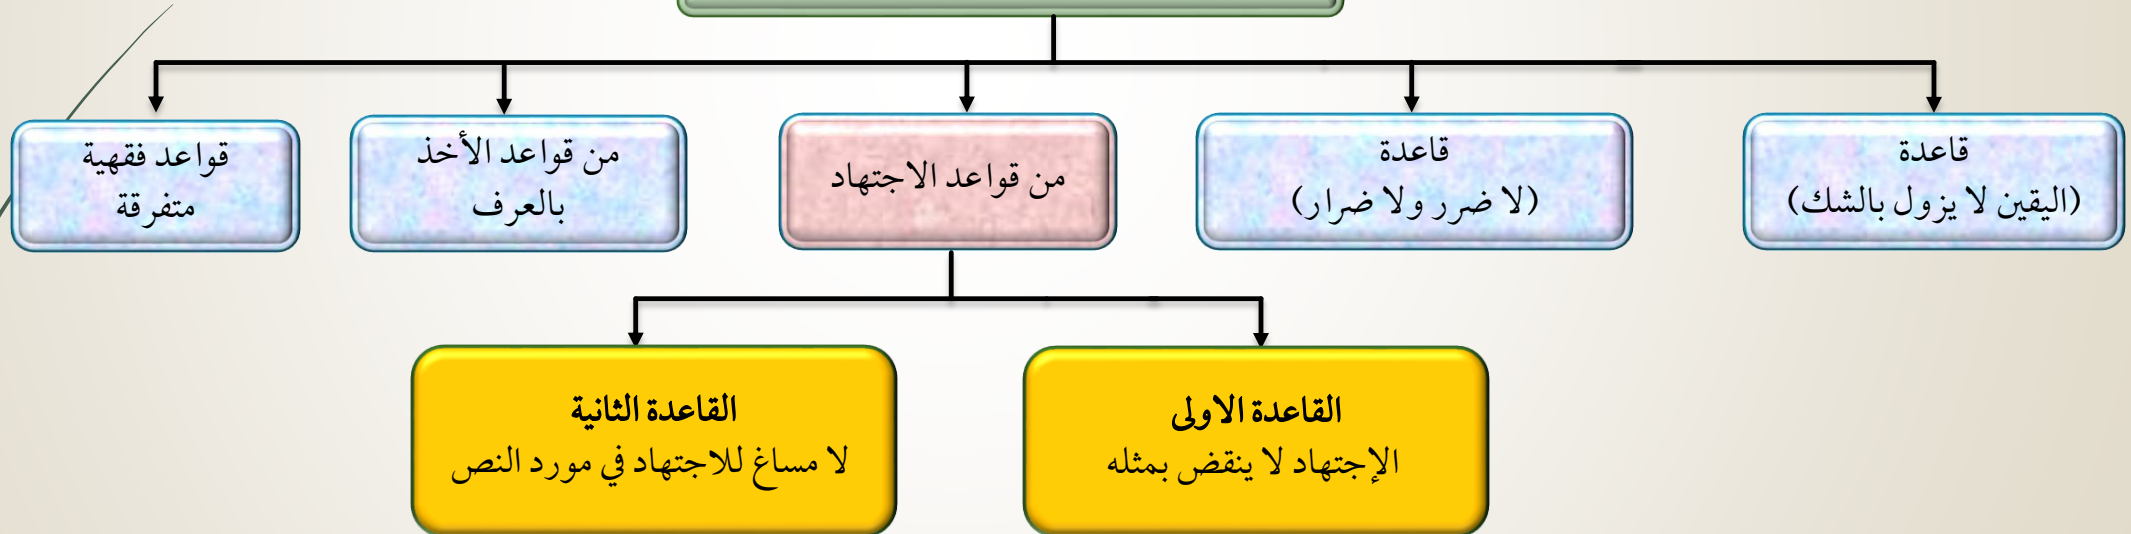 قاعدة
(اليقين لا يزول بالشك)
قاعدة
(لا ضرر ولا ضرار)
من قواعد الاجتهاد
من قواعد الأخذ
بالعرف
قواعد فقهية
متفرقة
القاعدة الاولى
الإجتهاد لا ينقض بمثله
القاعدة الثانية
لا مساغ للاجتهاد في مورد النص